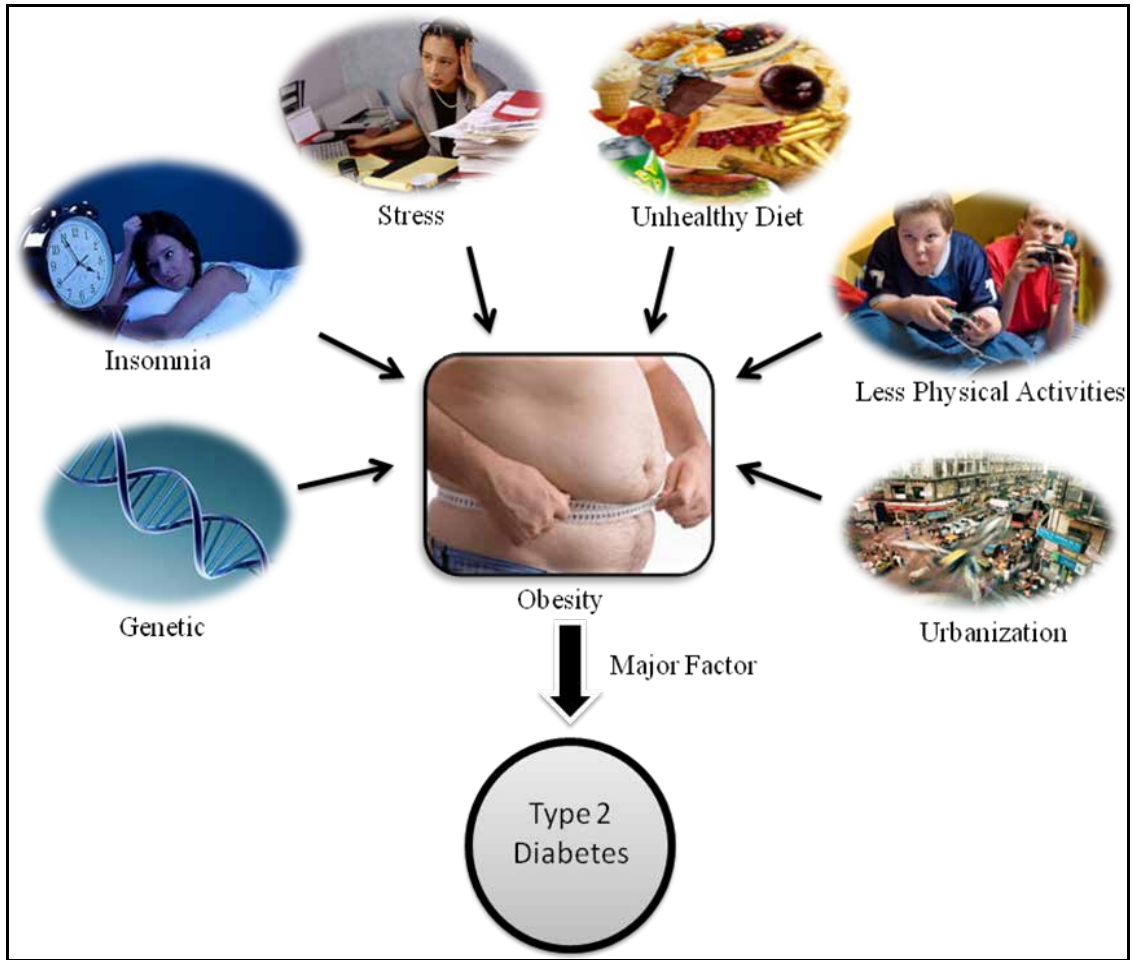 Stress
Unhealthy Diet
Insomnia
Less Physical Activities
Genetic
Obesity
Urbanization
Major Factor
Type 2
Diabetes